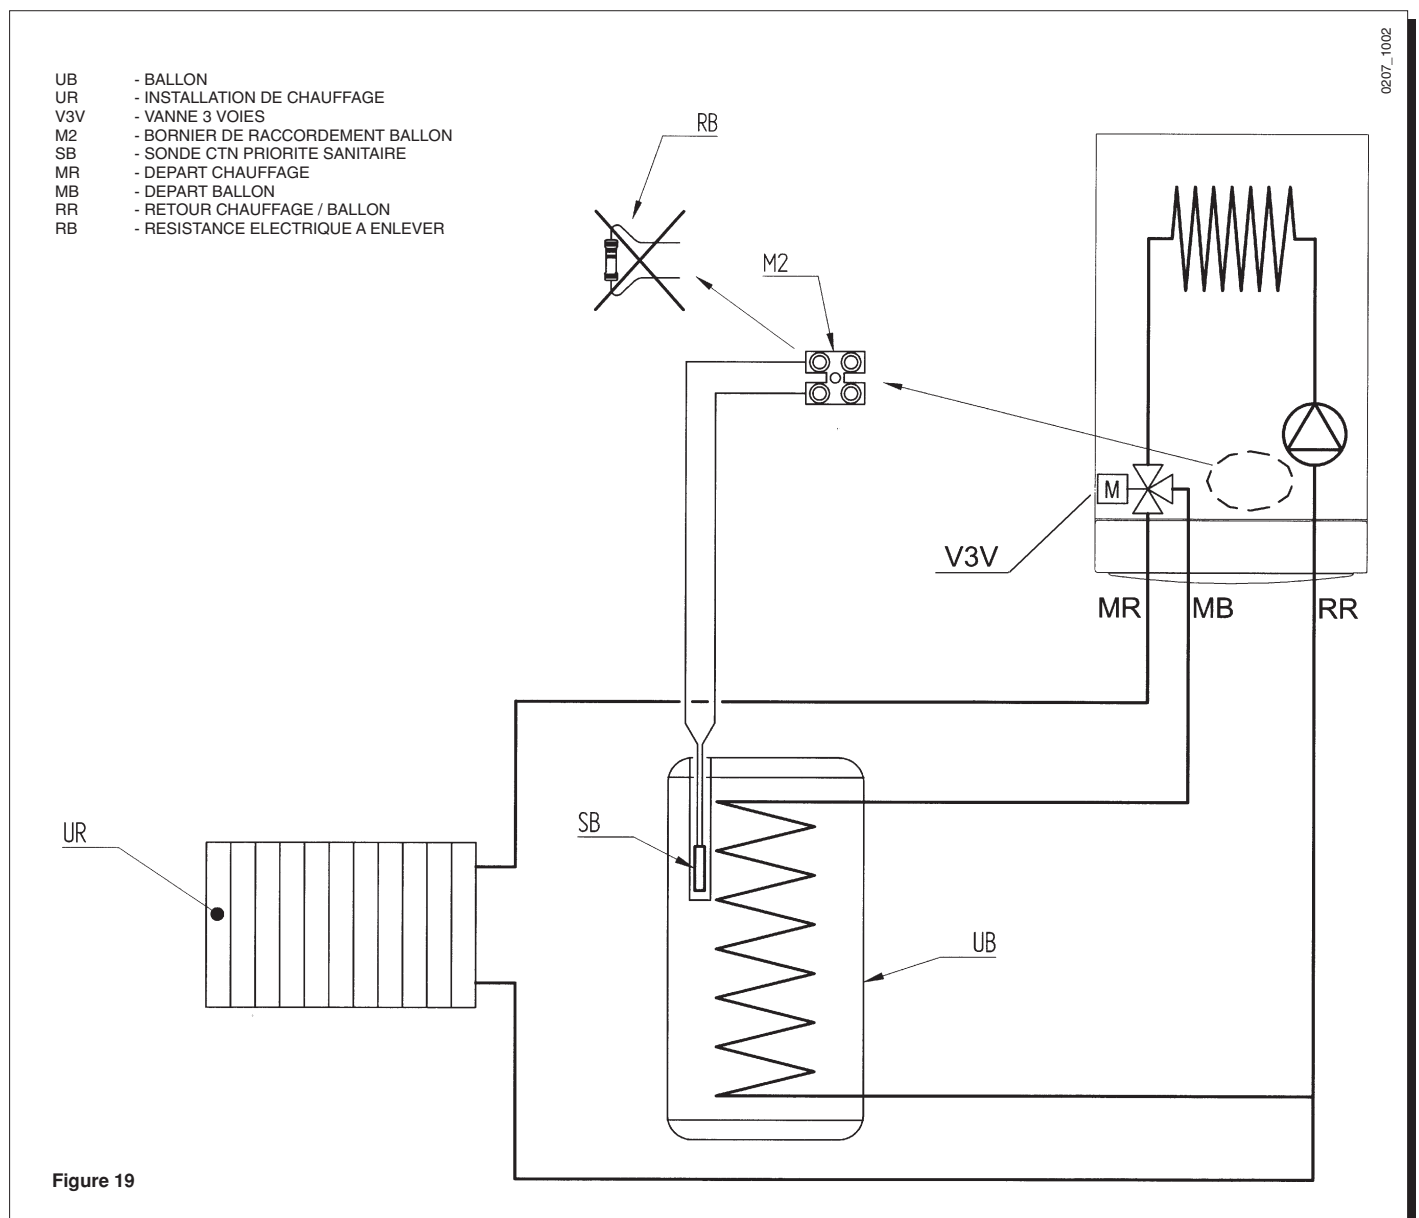 0207_1002
UB - BALLON
UR - INSTALLATION DE CHAUFFAGE
V3V - VANNE 3 VOIES
M2 - BORNIER DE RACCORDEMENT BALLON
SB - SONDE CTN PRIORITE SANITAIRE
MR - DEPART CHAUFFAGE
MB - DEPART BALLON
RR - RETOUR CHAUFFAGE / BALLON
RB - RESISTANCE ELECTRIQUE A ENLEVER
RB
M2
M
V3V
MR MB RR
SB
UR
UB
Figure 19